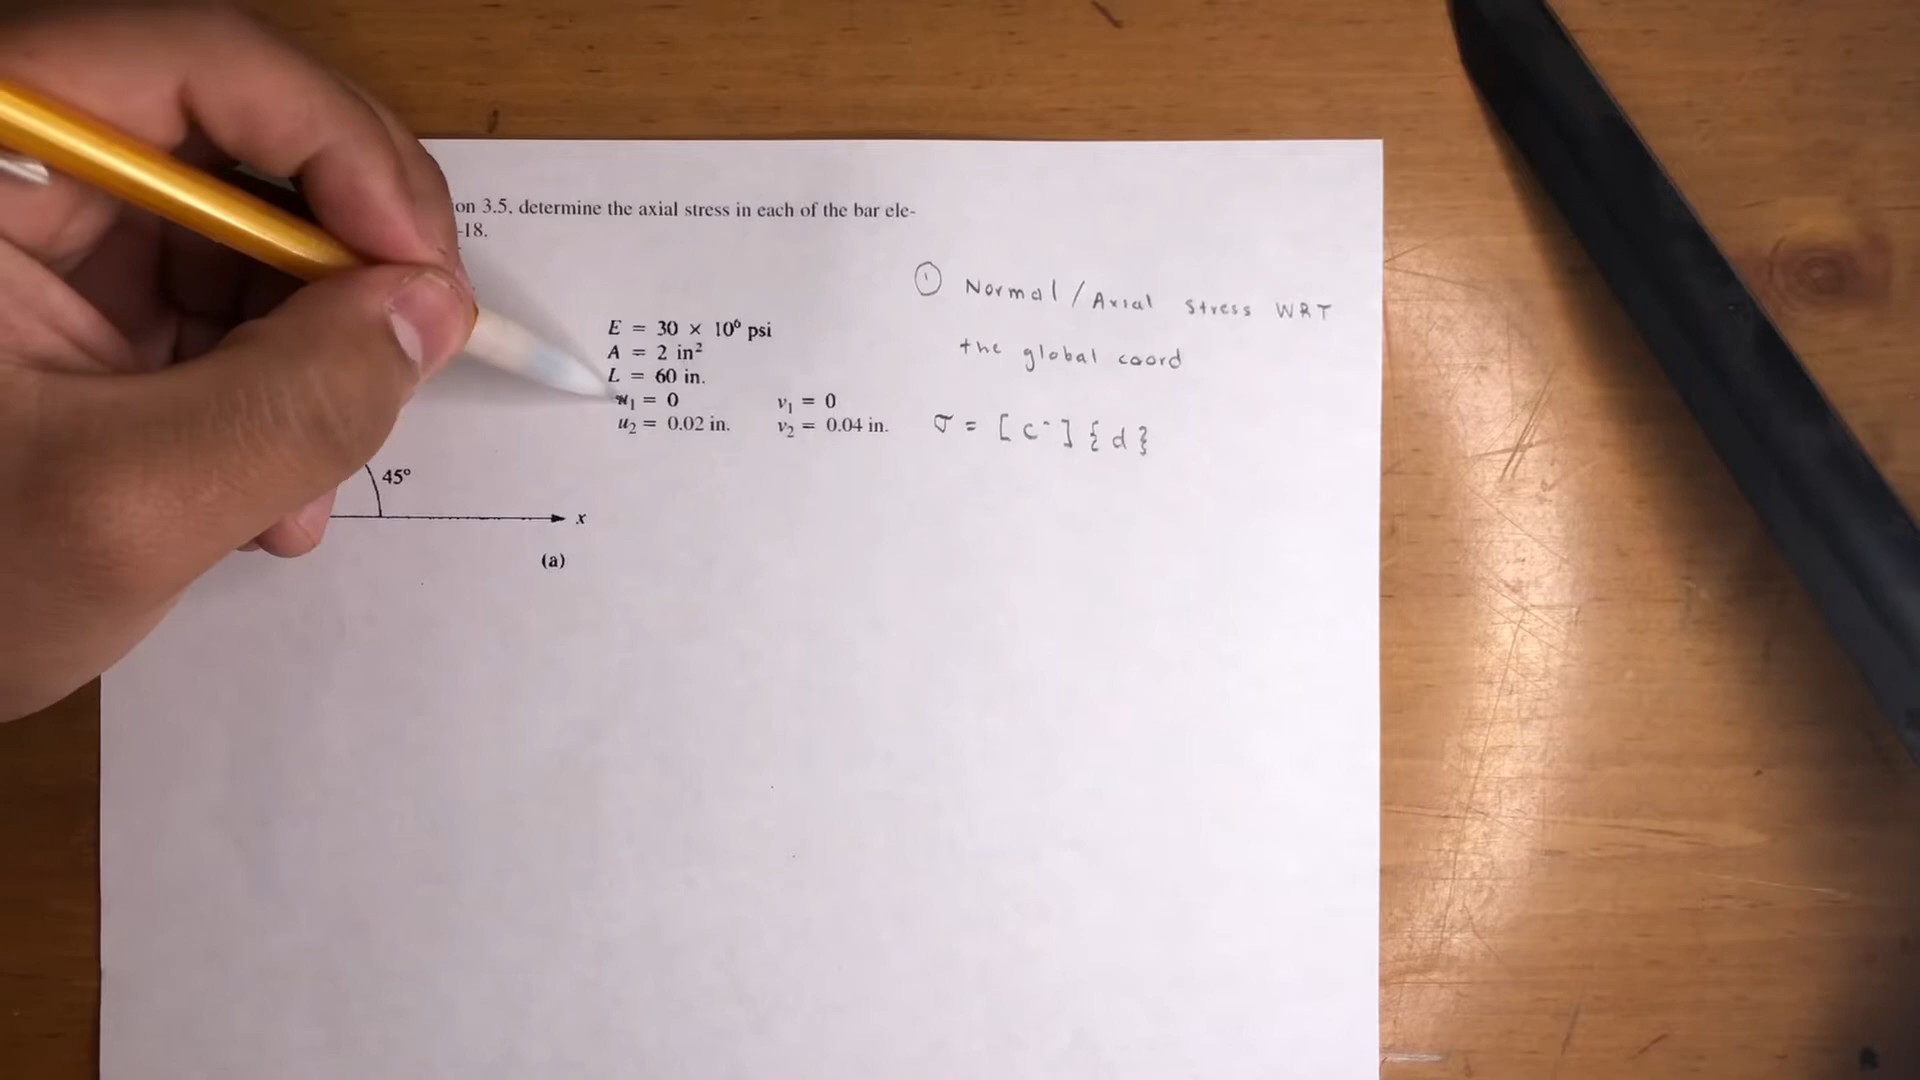 on 3.5, determine the axial stress in each of the bar ele-
-18.
① Normal/Axial stress WRT
the global coord
E = 30 × 10⁶ psi
A = 2 in²
L = 60 in.
u₁ = 0 v₁ = 0
u₂ = 0.02 in. v₂ = 0.04 in.
σ = [c⁻]{d}
45°
x
(a)